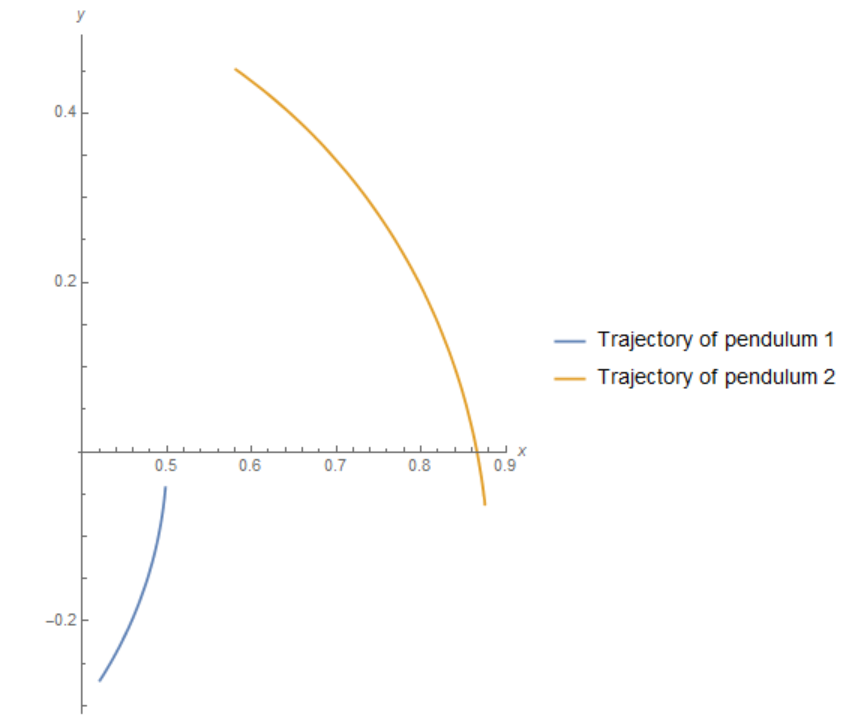 y
0.4
0.2
Trajectory of pendulum 1
Trajectory of pendulum 2
0.5 0.6 0.7 0.8 0.9 x
−0.2